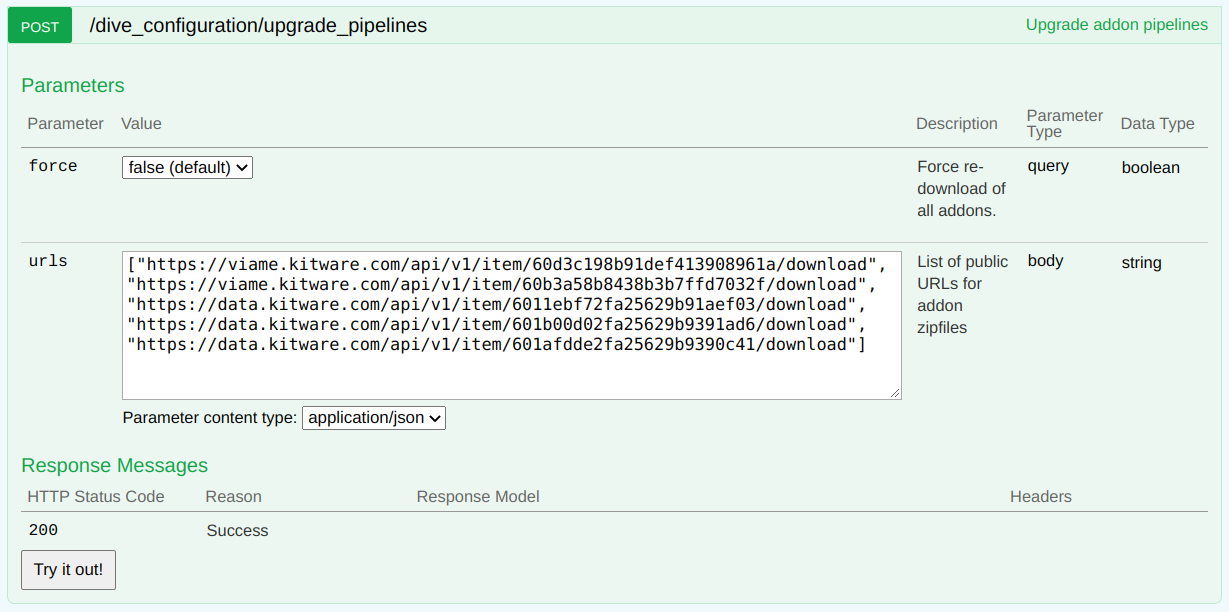 POST /dive_configuration/upgrade_pipelines Upgrade addon pipelines
Parameters
Parameter Value Description Parameter Type Data Type
force false (default) Force re-download of all addons. query boolean
urls
["https://viame.kitware.com/api/v1/item/60d3c198b91def413908961a/download",
"https://viame.kitware.com/api/v1/item/60b3a58b8438b3b7ffd7032f/download",
"https://data.kitware.com/api/v1/item/6011ebf72fa25629b91aef03/download",
"https://data.kitware.com/api/v1/item/601b00d02fa25629b9391ad6/download",
"https://data.kitware.com/api/v1/item/601afdde2fa25629b9390c41/download"]
List of public
URLs for
addon
zipfiles
body string
Parameter content type: application/json
Response Messages
HTTP Status Code Reason Response Model Headers
200 Success
Try it out!